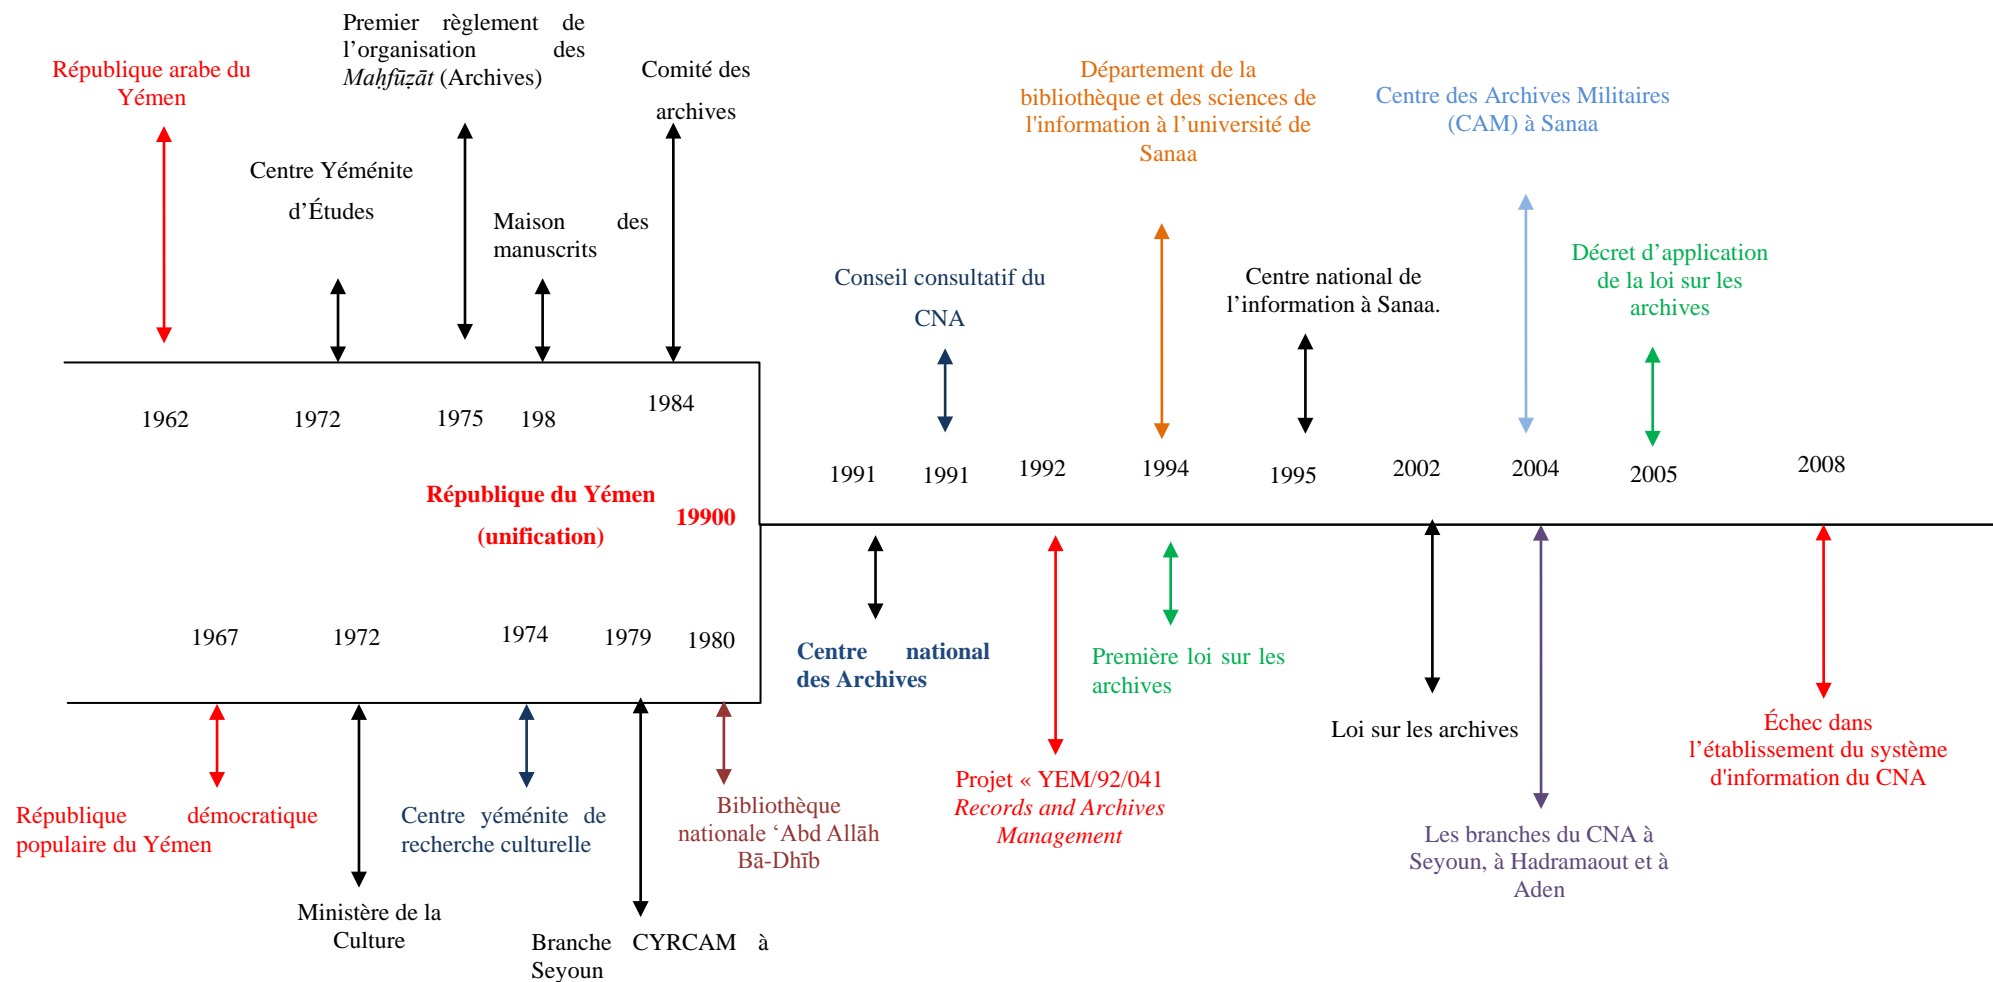 République arabe du
Yémen
Premier règlement de
l’organisation des
Maḥfūẓāt (Archives)
Comité des
archives
Centre Yéménite
d’Études
Maison des
manuscrits
Département de la
bibliothèque et des sciences de
l'information à l’université de
Sanaa
Centre des Archives Militaires
(CAM) à Sanaa
Conseil consultatif du
CNA
Centre national de
l’information à Sanaa.
Décret d’application
de la loi sur les
archives
1962
1972
1975
198
1984
République du Yémen
(unification)
19900
1991
1991
1992
1994
1995
2002
2004
2005
2008
1967
1972
1974
1979
1980
République démocratique
populaire du Yémen
Ministère de la
Culture
Centre yéménite de
recherche culturelle
Branche CYRCAM à
Seyoun
Bibliothèque
nationale ‘Abd Allāh
Bā-Dhīb
Centre national
des Archives
Projet « YEM/92/041
Records and Archives
Management
Première loi sur les
archives
Loi sur les archives
Les branches du CNA à
Seyoun, à Hadramaout et à
Aden
Échec dans
l’établissement du système
d'information du CNA